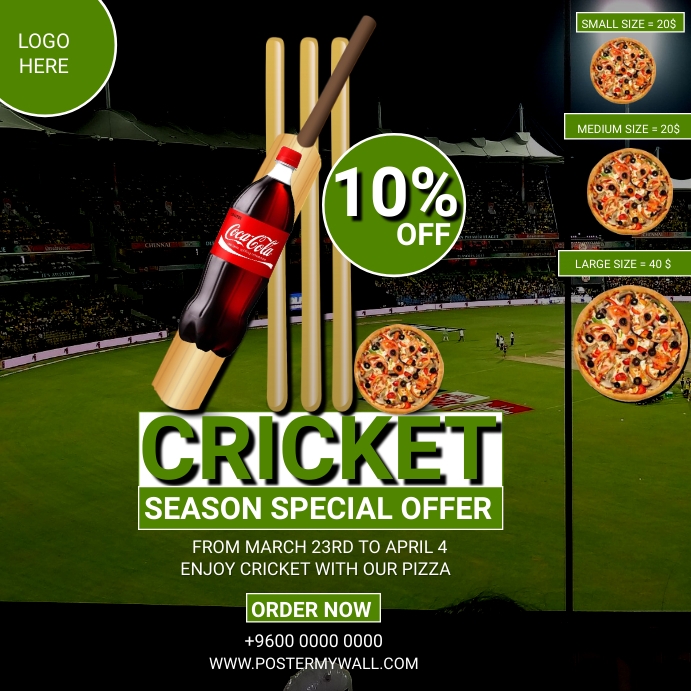 LOGO
HERE
SMALL SIZE = 20$
MEDIUM SIZE = 20$
LARGE SIZE = 40 $
10%
OFF
Coca-Cola
CRICKET
SEASON SPECIAL OFFER
FROM MARCH 23RD TO APRIL 4
ENJOY CRICKET WITH OUR PIZZA
ORDER NOW
+9600 0000 0000
WWW.POSTERMYWALL.COM